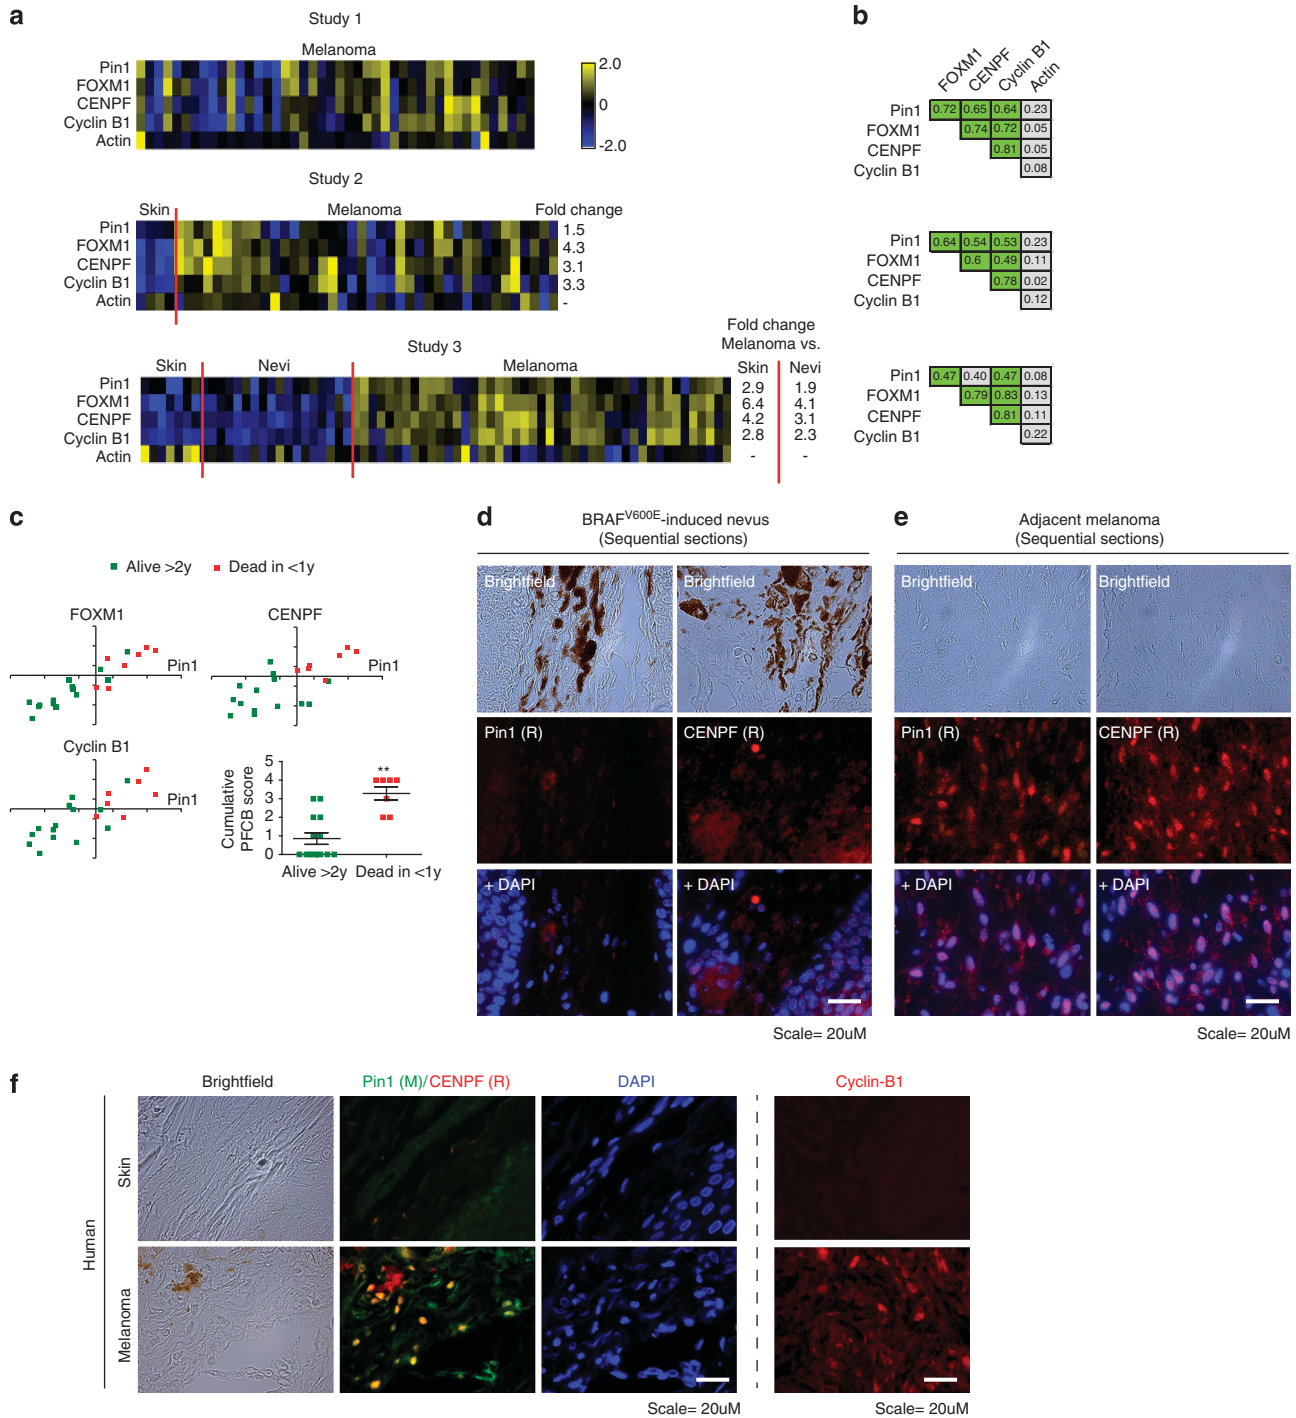 a
Study 1
Melanoma
Pin1
FOXM1
CENPF
Cyclin B1
Actin
2.0
0
-2.0
Study 2
Skin Melanoma Fold change
Pin1 1.5
FOXM1 4.3
CENPF 3.1
Cyclin B1 3.3
Actin -
Study 3
Fold change
Melanoma vs.
Skin Nevi Melanoma Skin Nevi
Pin1 2.9 1.9
FOXM1 6.4 4.1
CENPF 4.2 3.1
Cyclin B1 2.8 2.3
Actin - -
b
FOXM1 CENPF Cyclin B1 Actin
Pin1 0.72 0.65 0.64 0.23
FOXM1 0.74 0.72 0.05
CENPF 0.81 0.05
Cyclin B1 0.08
Pin1 0.64 0.54 0.53 0.23
FOXM1 0.6 0.49 0.11
CENPF 0.78 0.02
Cyclin B1 0.12
Pin1 0.47 0.40 0.47 0.08
FOXM1 0.79 0.83 0.13
CENPF 0.81 0.11
Cyclin B1 0.22
c
Alive >2y Dead in <1y
FOXM1
Pin1
CENPF
Pin1
Cyclin B1
Pin1
Cumulative
PFCB score
5
4
3
2
1
0
**
Alive >2y Dead in <1y
d
BRAFV600E-induced nevus
(Sequential sections)
Brightfield Brightfield
Pin1 (R) CENPF (R)
+ DAPI + DAPI
Scale= 20uM
e
Adjacent melanoma
(Sequential sections)
Brightfield Brightfield
Pin1 (R) CENPF (R)
+ DAPI + DAPI
Scale= 20uM
f
Brightfield Pin1 (M)/CENPF (R) DAPI Cyclin-B1
Human
Skin
Melanoma
Scale= 20uM Scale= 20uM